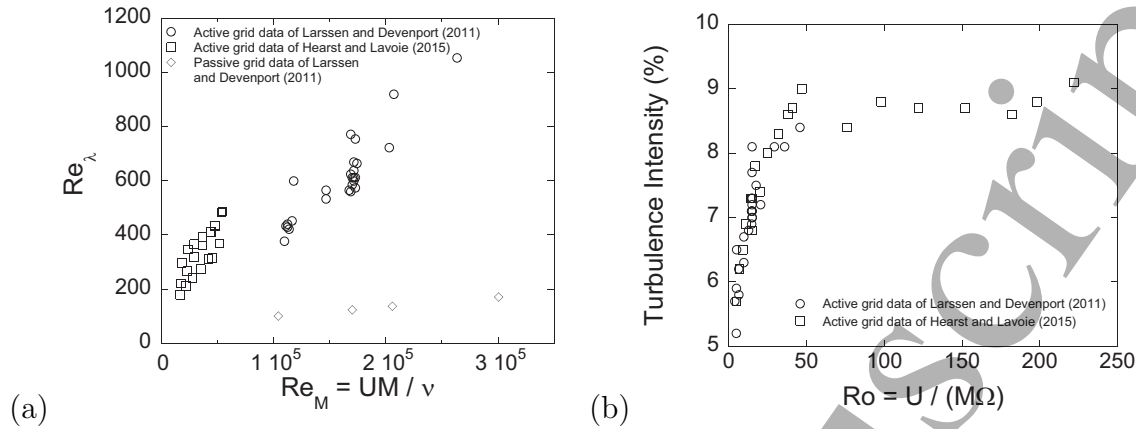 1200
1000
800
600
400
200
0
Re_λ
○ Active grid data of Larssen and Devenport (2011)
□ Active grid data of Hearst and Lavoie (2015)
◇ Passive grid data of Larssen
and Devenport (2011)
0
1 10^5
2 10^5
3 10^5
Re_M = UM / ν
(a)
10
9
8
7
6
5
Turbulence Intensity (%)
○ Active grid data of Larssen and Devenport (2011)
□ Active grid data of Hearst and Lavoie (2015)
0
50
100
150
200
250
Ro = U / (MΩ)
(b)
uscrip